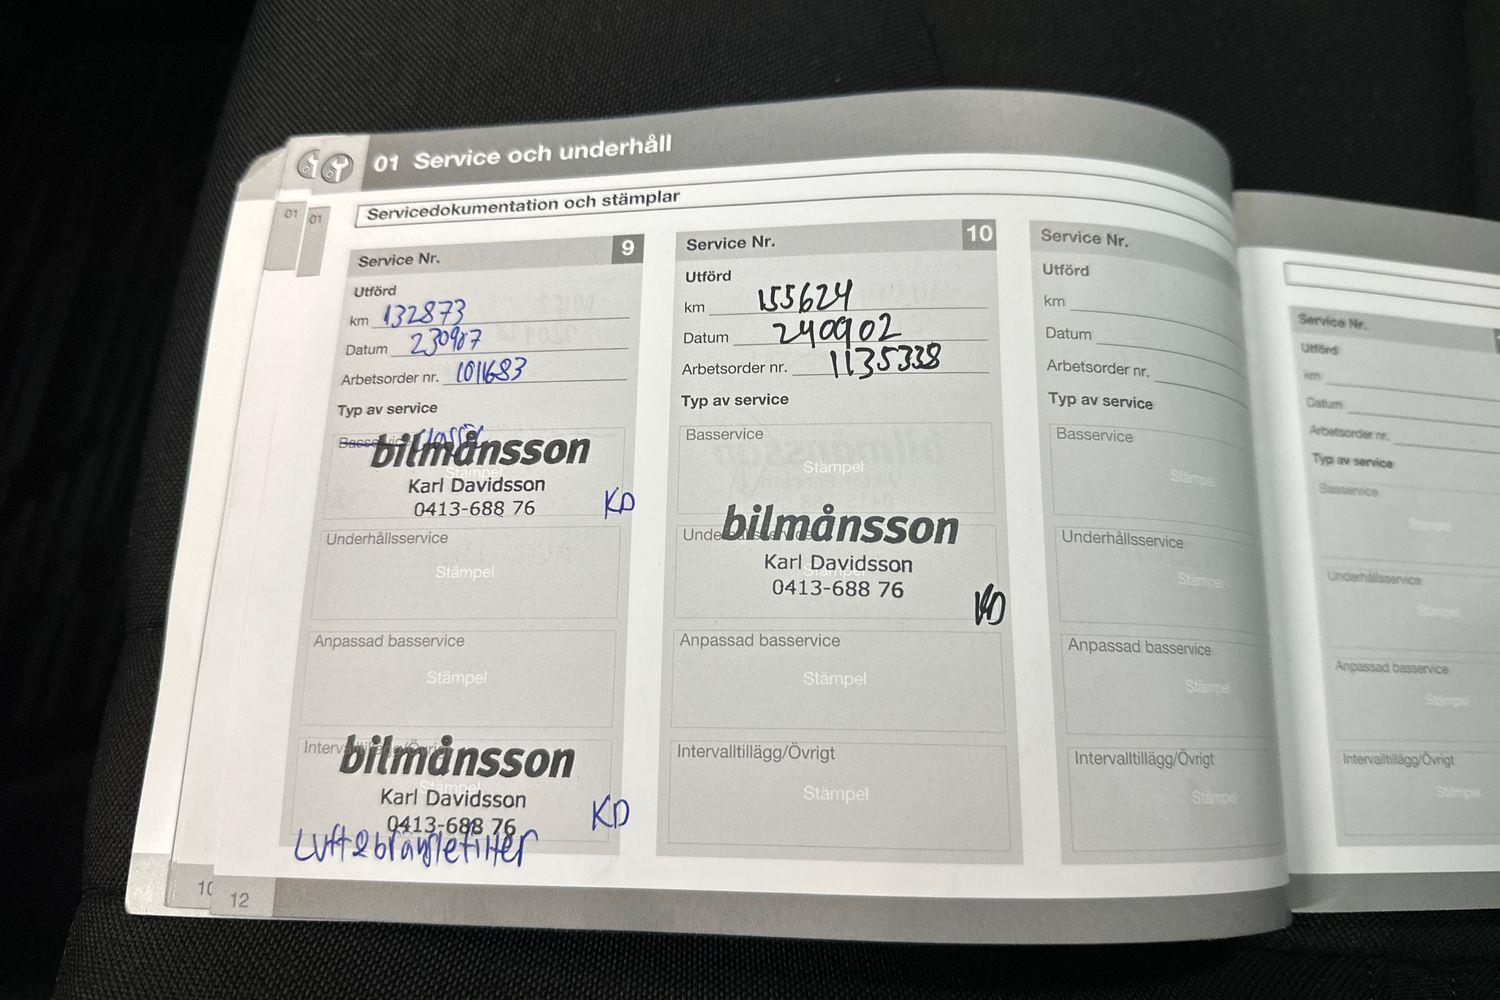 01 Service och underhåll
01
01
Servicedokumentation och stämplar
Service Nr. 9
Utförd
km 132873
Datum 230907
Arbetsorder nr. 1011683
Typ av service
Basservice Classic
bilmånsson
Stämpel
Karl Davidsson
0413-688 76
KD
Underhållsservice
Stämpel
Anpassad basservice
Stämpel
Intervalltillägg/Övrigt
bilmånsson
Stämpel
Karl Davidsson
0413-688 76
KD
Luft & bränslefilter
Service Nr. 10
Utförd
km 155624
Datum 240902
Arbetsorder nr. 1135338
Typ av service
Basservice
Stämpel
Underhållsservice
bilmånsson
Karl Davidsson
Stämpel
0413-688 76
KD
Anpassad basservice
Stämpel
Intervalltillägg/Övrigt
Stämpel
Service Nr.
Utförd
km
Datum
Arbetsorder nr.
Typ av service
Basservice
Stämpel
Underhållsservice
Stämpel
Anpassad basservice
Stämpel
Intervalltillägg/Övrigt
Stämpel
Service Nr.
Utförd
km
Datum
Arbetsorder nr.
Typ av service
Basservice
Stämpel
Underhållsservice
Stämpel
Anpassad basservice
Stämpel
Intervalltillägg/Övrigt
Stämpel
10
12